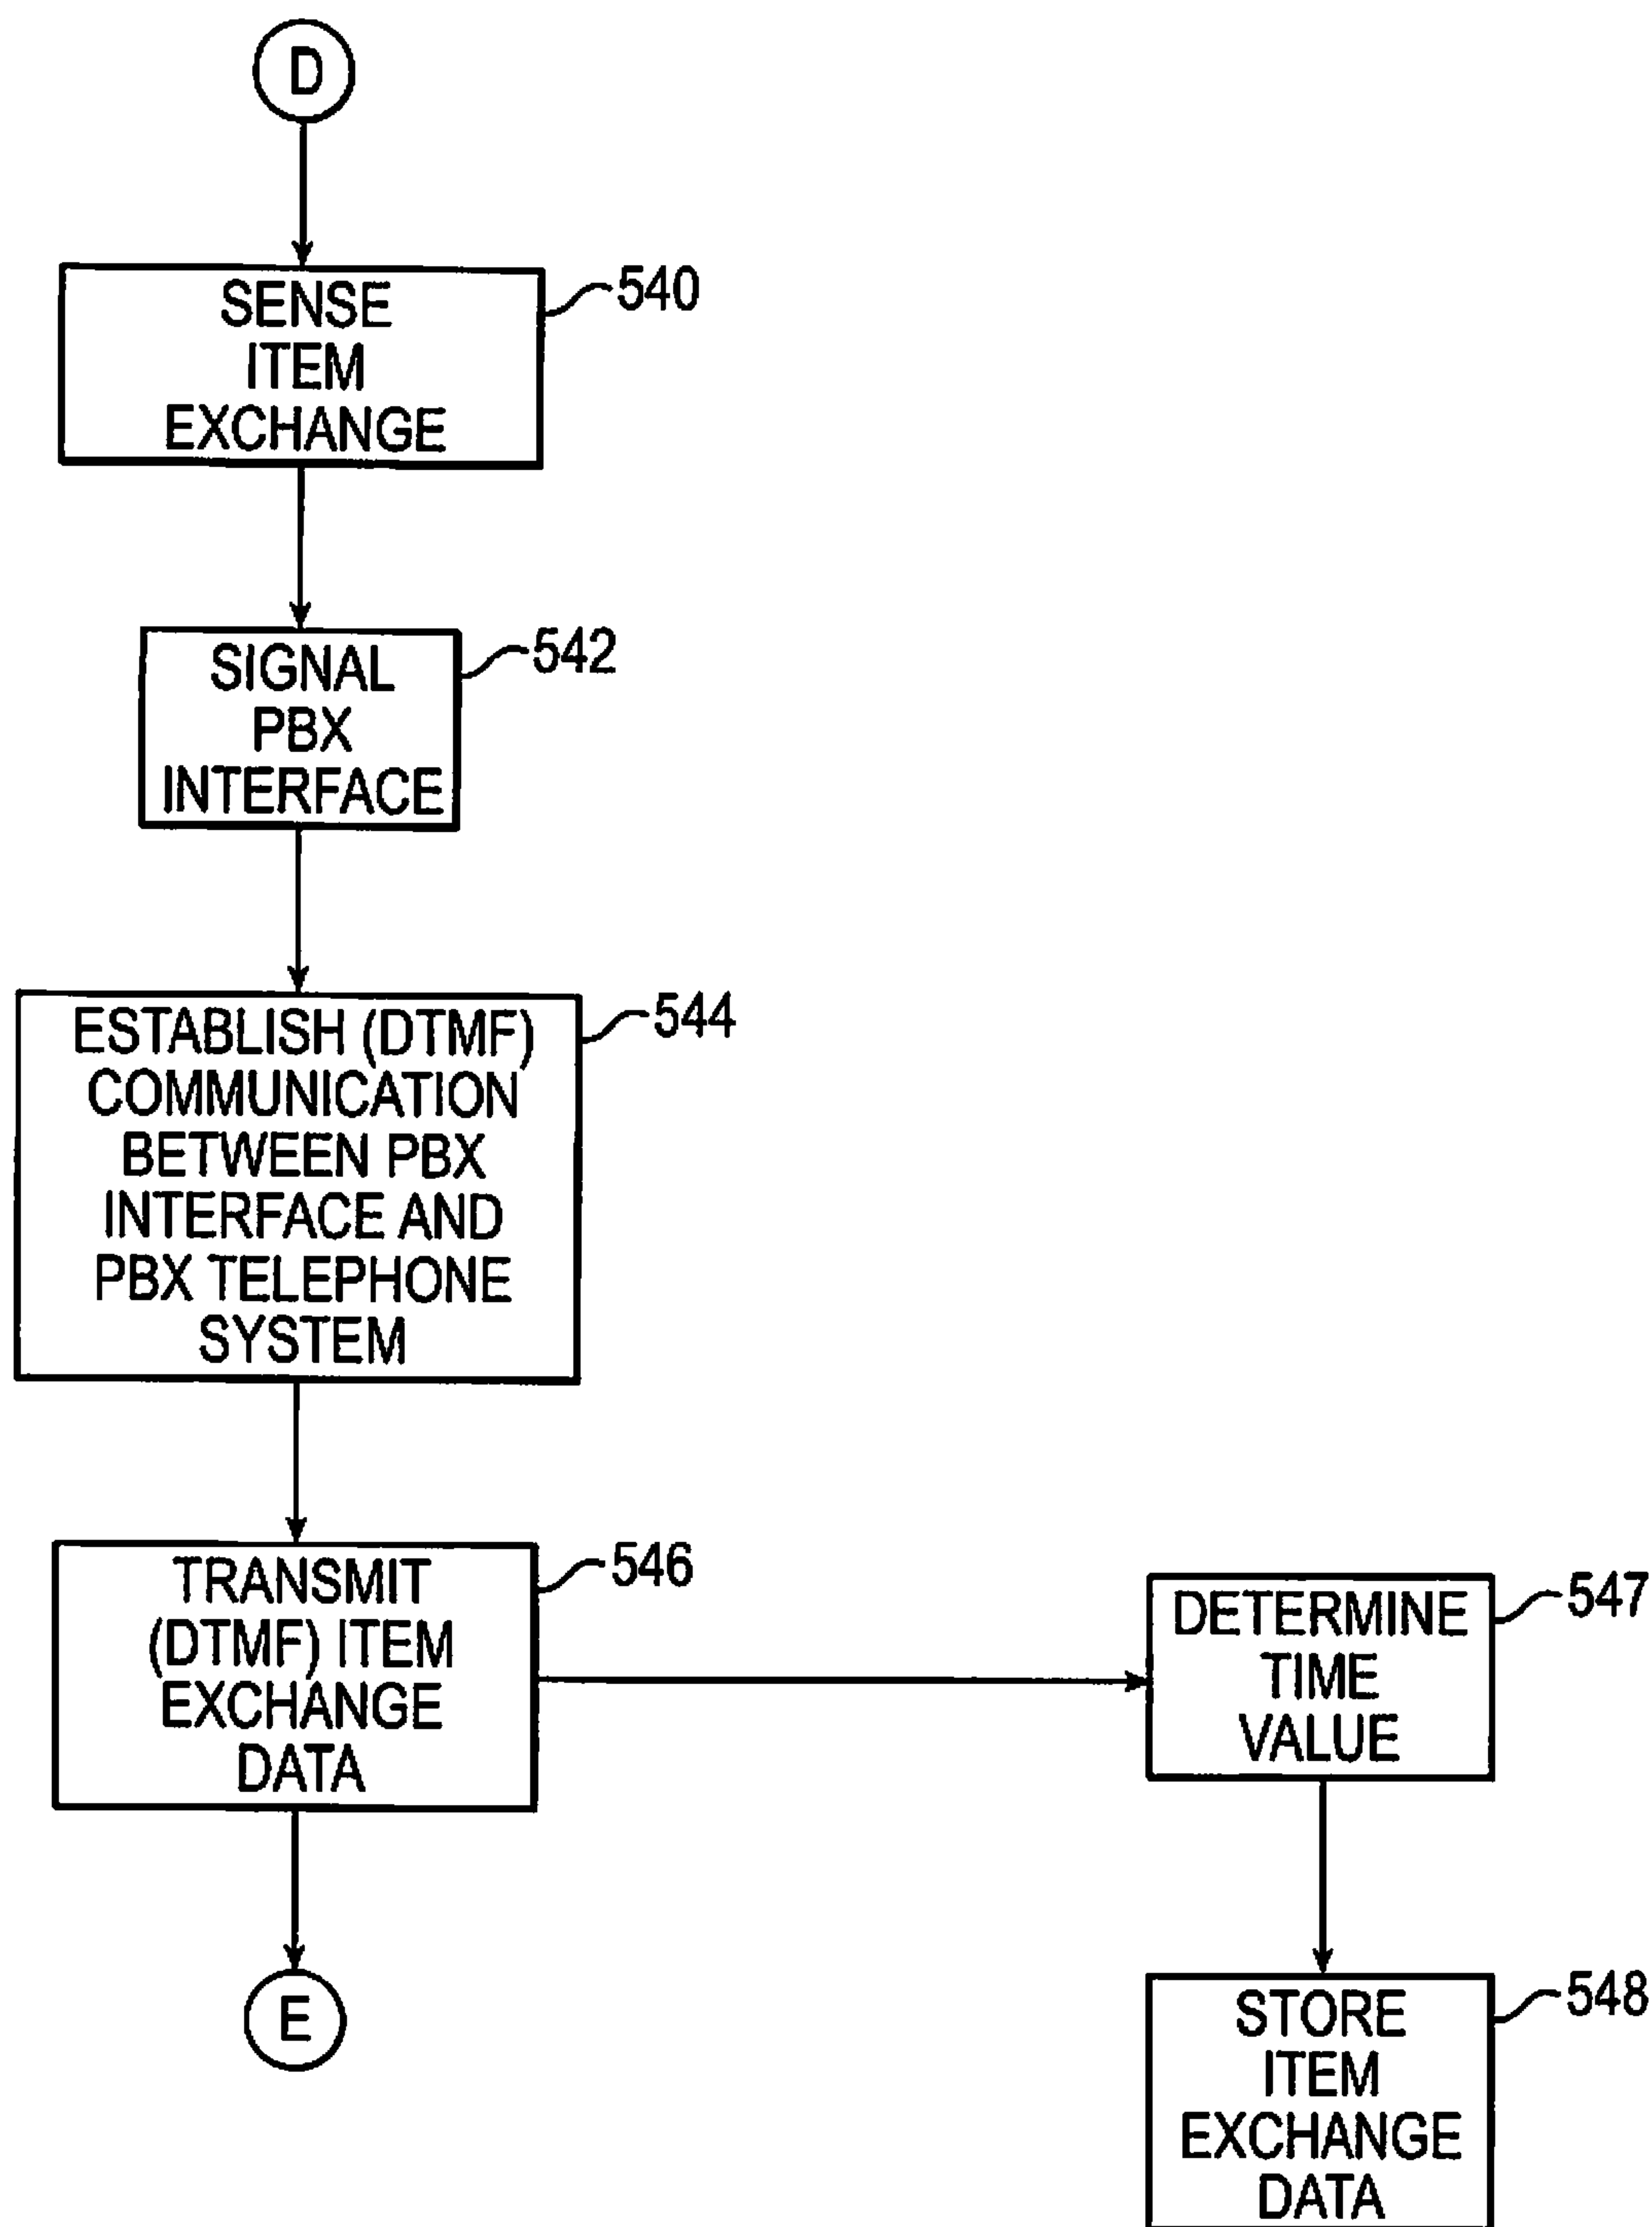 D
SENSE
ITEM
EXCHANGE
540
SIGNAL
PBX
INTERFACE
542
ESTABLISH (DTMF)
COMMUNICATION
BETWEEN PBX
INTERFACE AND
PBX TELEPHONE
SYSTEM
544
TRANSMIT
(DTMF) ITEM
EXCHANGE
DATA
546
DETERMINE
TIME
VALUE
547
E
STORE
ITEM
EXCHANGE
DATA
548